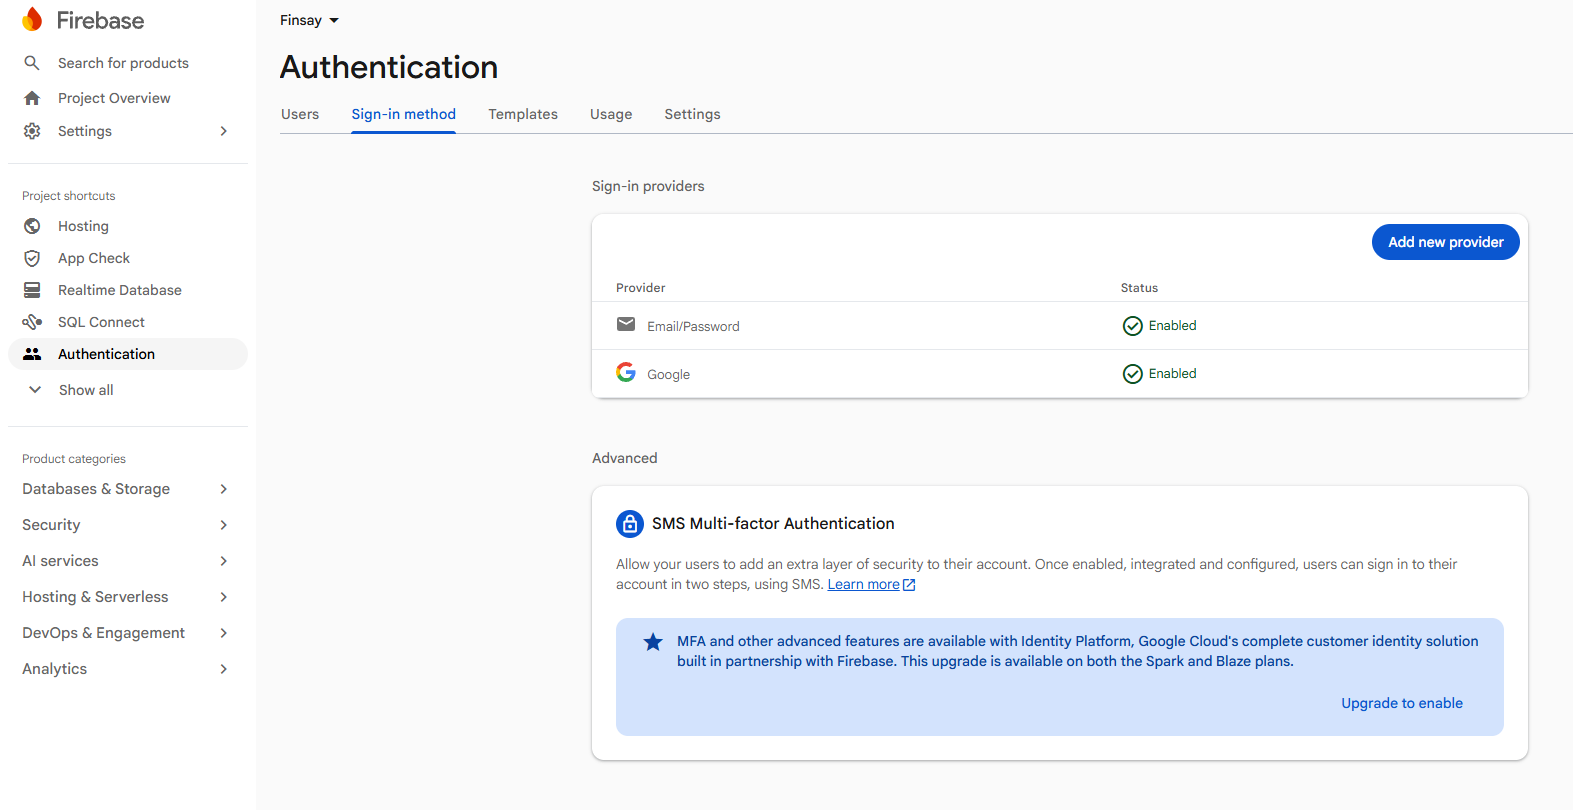 Firebase
Search for products
Project Overview
Settings
Project shortcuts
Hosting
App Check
Realtime Database
SQL Connect
Authentication
Show all
Product categories
Databases & Storage
Security
AI services
Hosting & Serverless
DevOps & Engagement
Analytics
Finsay
Authentication
Users Sign-in method Templates Usage Settings
Sign-in providers
Add new provider
Provider Status
Email/Password Enabled
Google Enabled
Advanced
SMS Multi-factor Authentication
Allow your users to add an extra layer of security to their account. Once enabled, integrated and configured, users can sign in to their
account in two steps, using SMS. Learn more
MFA and other advanced features are available with Identity Platform, Google Cloud's complete customer identity solution
built in partnership with Firebase. This upgrade is available on both the Spark and Blaze plans.
Upgrade to enable